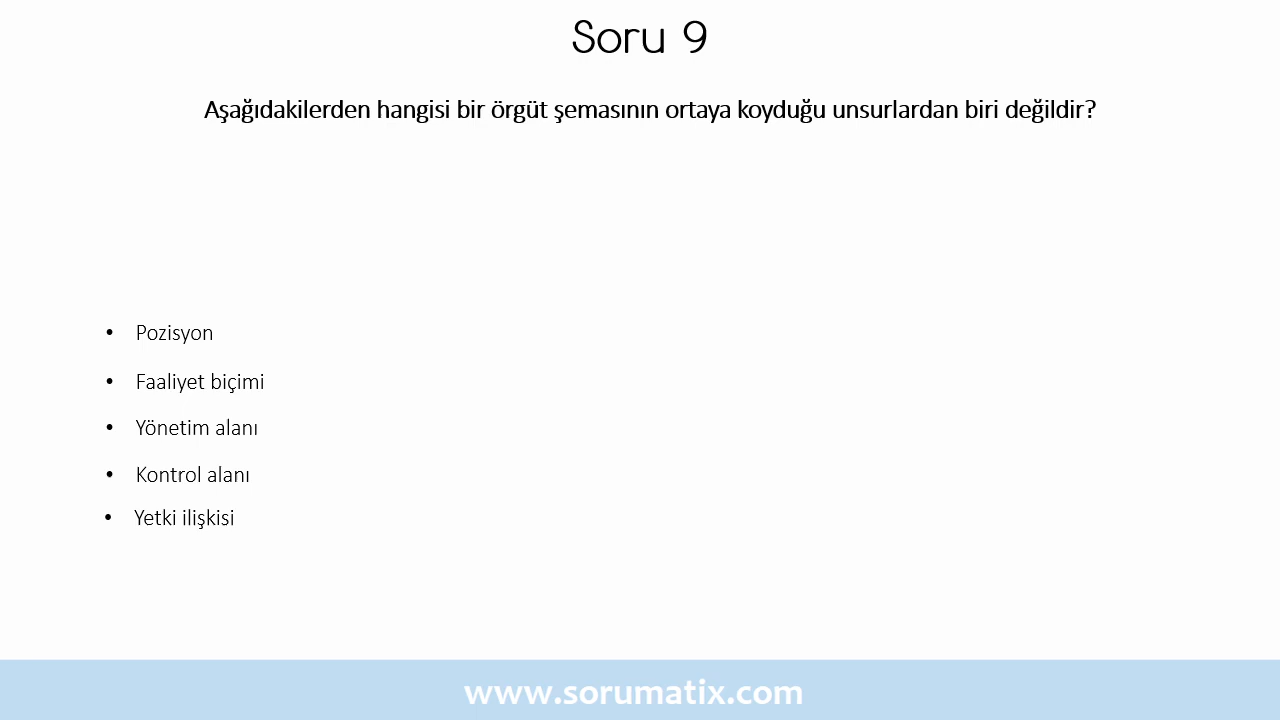 Soru 9
Aşağıdakilerden hangisi bir örgüt şemasının ortaya koyduğu unsurlardan biri değildir?
• Pozisyon
• Faaliyet biçimi
• Yönetim alanı
• Kontrol alanı
• Yetki ilişkisi
www.sorumatix.com